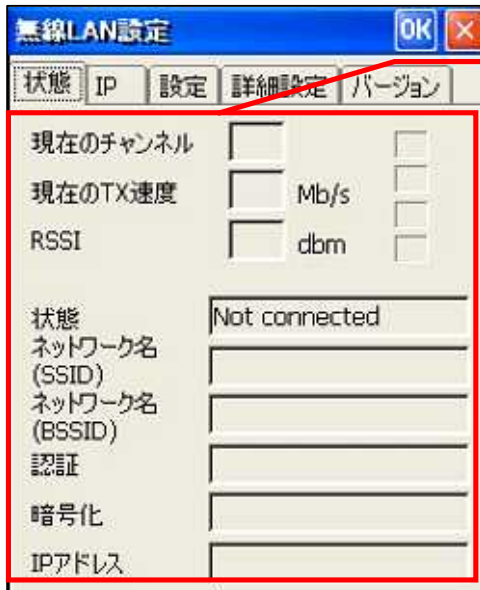 無線LAN設定 OK ×
状態 IP 設定 詳細設定 バージョン
現在のチャンネル
現在のTX速度 Mb/s
RSSI dbm
状態 Not connected
ネットワーク名
(SSID)
ネットワーク名
(BSSID)
認証
暗号化
IPアドレス